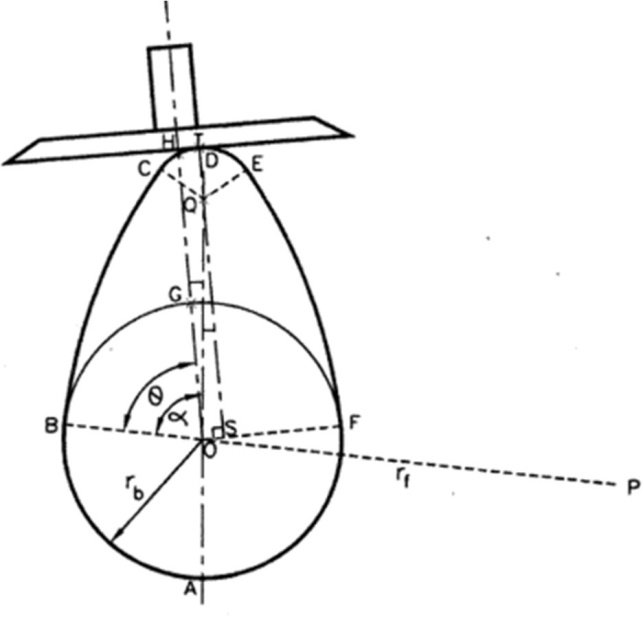 H T
C D E
Q
G
θ α
B S F
O
r_b r_f P
A